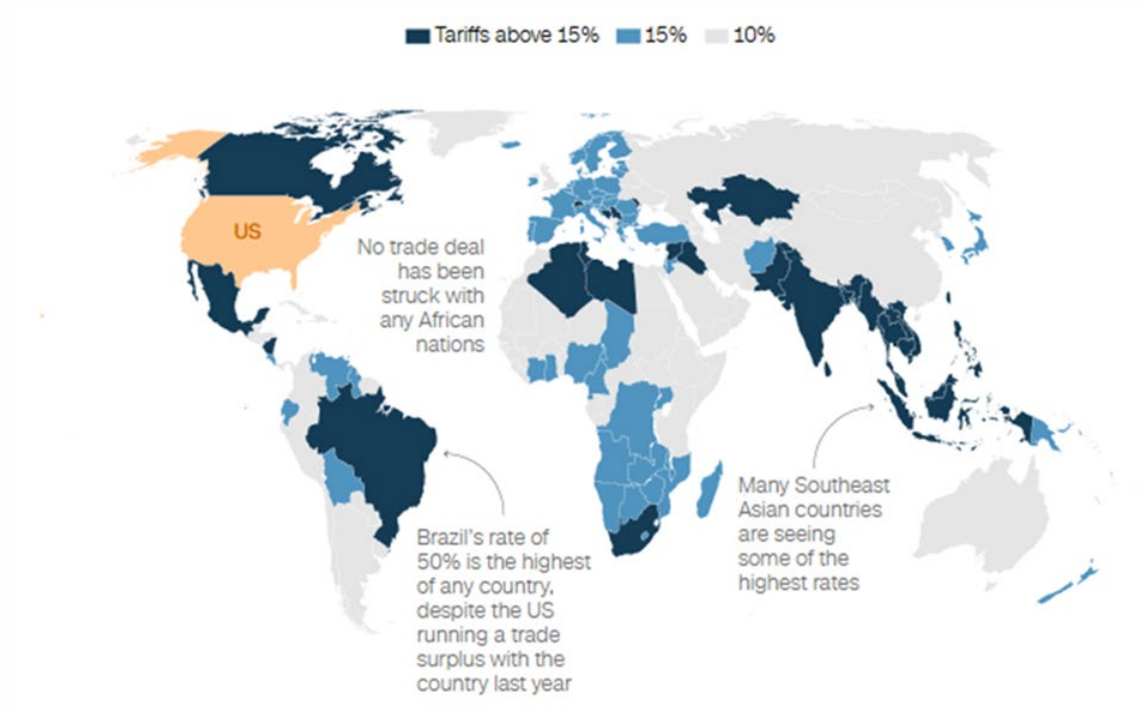 Tariffs above 15% 15% 10%
US
No trade deal
has been
struck with
any African
nations
Brazil's rate of
50% is the highest
of any country,
despite the US
running a trade
surplus with the
country last year
Many Southeast
Asian countries
are seeing
some of the
highest rates